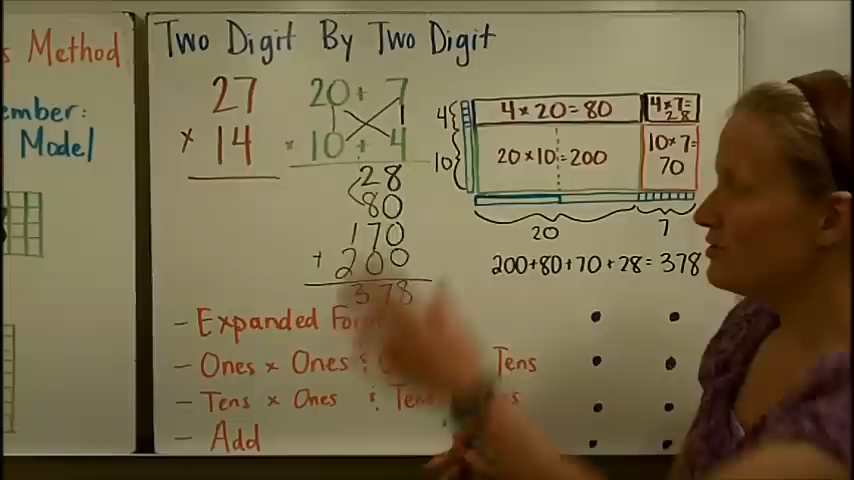 s Method
ember:
Model
Two Digit By Two Digit
27
× 14
20 + 7
× 10 + 4
28
80
170
+ 200
378
4 × 20 = 80
4 × 7 =
28
20 × 10 = 200
10 × 7 =
70
4
10
20
7
200 + 80 + 70 + 28 = 378
- Expanded
- Ones × Ones Tens
- Tens × Ones
- Add